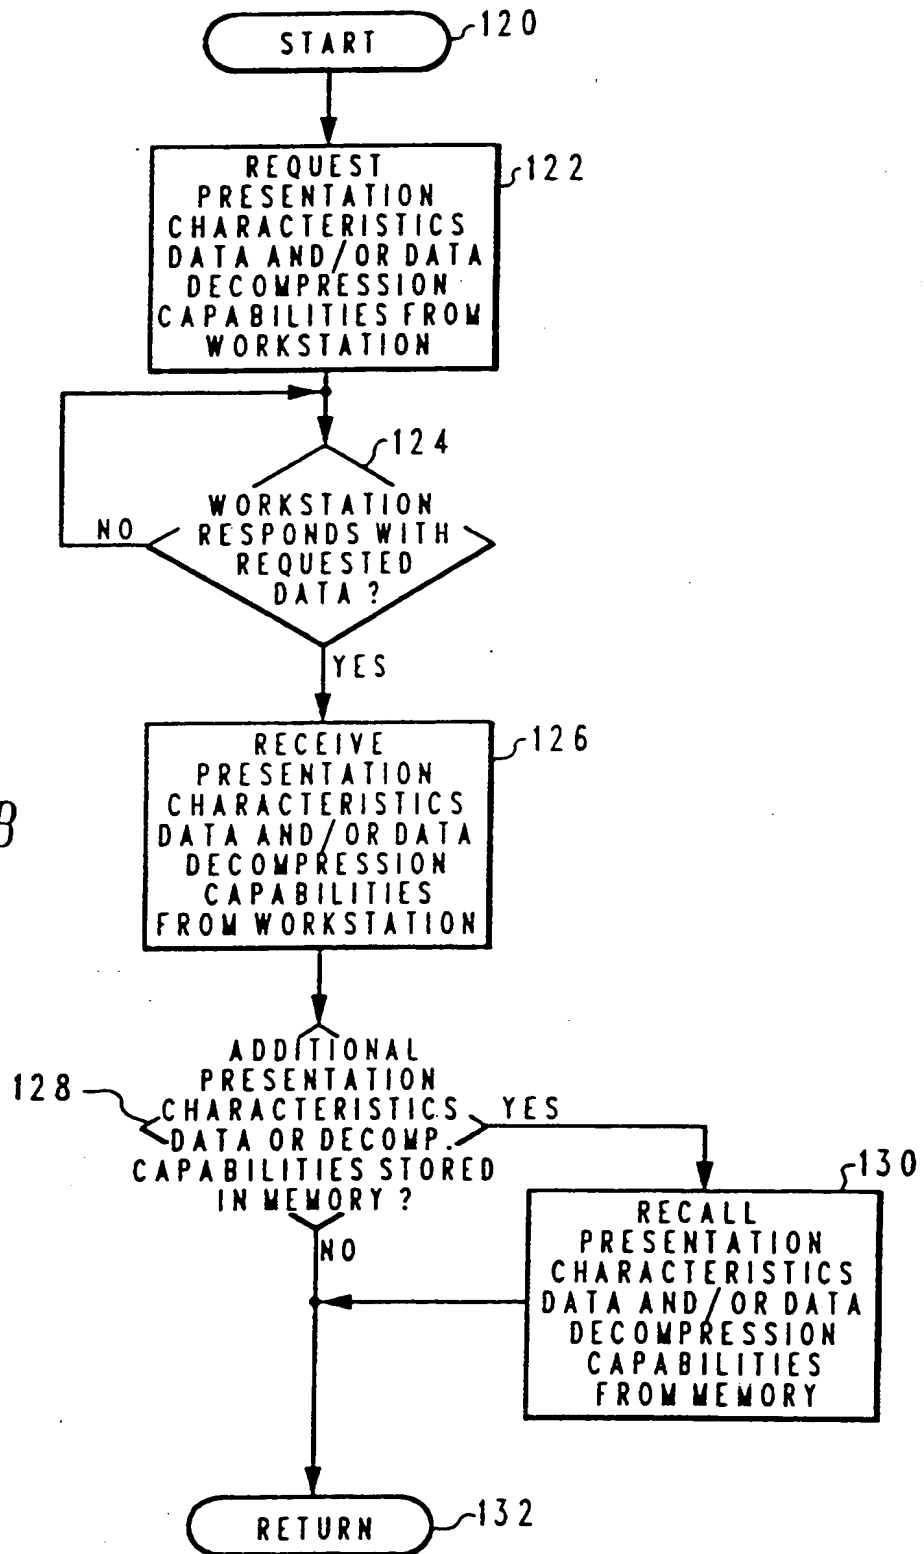 START
120
REQUEST
PRESENTATION
CHARACTERISTICS
DATA AND/OR DATA
DECOMPRESSION
CAPABILITIES FROM
WORKSTATION
122
124
WORKSTATION
RESPONDS WITH
REQUESTED
DATA ?
NO
YES
RECEIVE
PRESENTATION
CHARACTERISTICS
DATA AND/OR DATA
DECOMPRESSION
CAPABILITIES
FROM WORKSTATION
126
B
128
ADDITIONAL
PRESENTATION
CHARACTERISTICS
DATA OR DECOMP.
CAPABILITIES STORED
IN MEMORY ?
YES
NO
130
RECALL
PRESENTATION
CHARACTERISTICS
DATA AND/OR DATA
DECOMPRESSION
CAPABILITIES
FROM MEMORY
RETURN
132